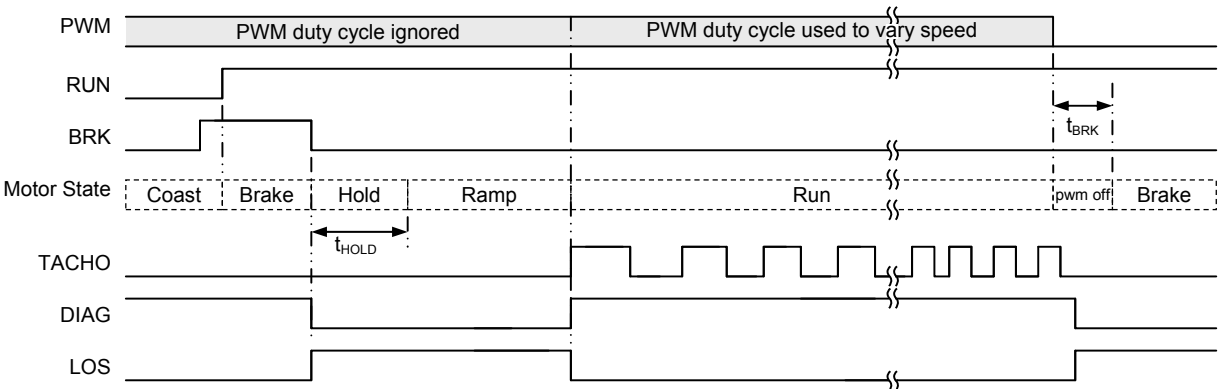 PWM PWM duty cycle ignored PWM duty cycle used to vary speed
RUN
BRK tBRK
Motor State Coast Brake Hold Ramp Run pwm off Brake
tHOLD
TACHO
DIAG
LOS